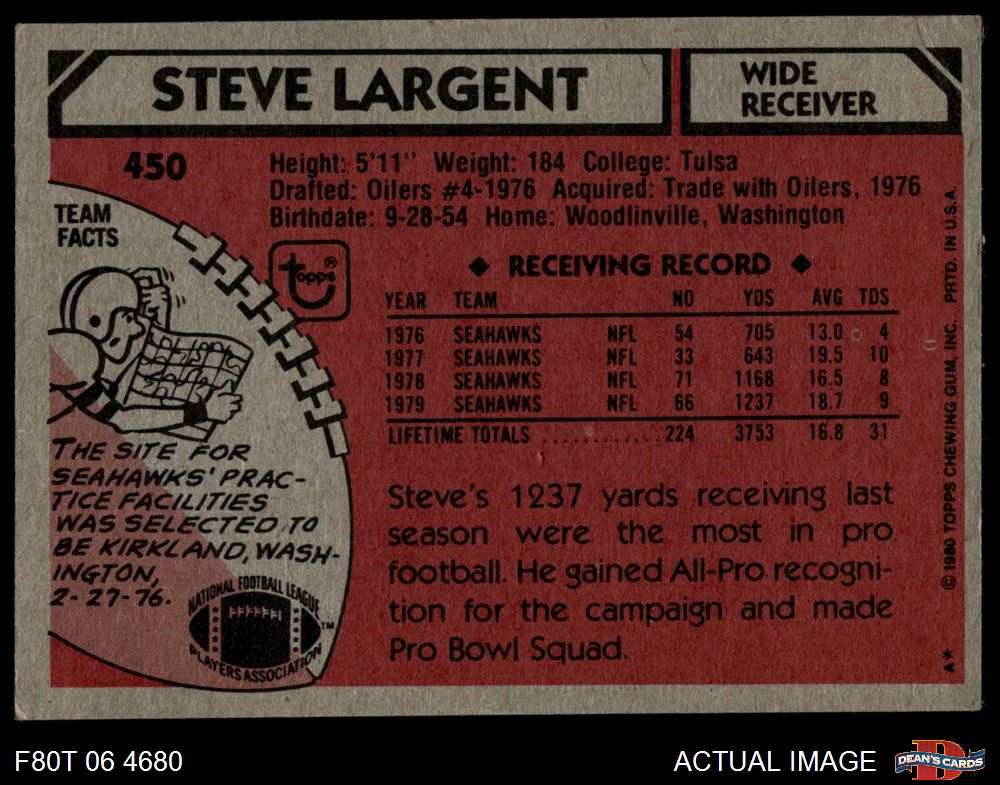 STEVE LARGENT
WIDE
RECEIVER
450
Height: 5'11" Weight: 184 College: Tulsa
Drafted: Oilers #4-1976 Acquired: Trade with Oilers, 1976
Birthdate: 9-28-54 Home: Woodlinville, Washington
TEAM
FACTS
topps®
◆ RECEIVING RECORD ◆
YEAR TEAM NO YDS AVG TDS
1976 SEAHAWKS NFL 54 705 13.0 4
1977 SEAHAWKS NFL 33 643 19.5 10
1978 SEAHAWKS NFL 71 1168 16.5 8
1979 SEAHAWKS NFL 66 1237 18.7 9
LIFETIME TOTALS ............ 224 3753 16.8 31
THE SITE FOR
SEAHAWKS' PRAC-
TICE FACILITIES
WAS SELECTED TO
BE KIRKLAND, WASH-
INGTON,
2-27-76.
NATIONAL FOOTBALL LEAGUE
PLAYERS ASSOCIATION
TM
Steve's 1237 yards receiving last
season were the most in pro
football. He gained All-Pro recogni-
tion for the campaign and made
Pro Bowl Squad.
A* © 1980 TOPPS CHEWING GUM, INC. PRTD. IN U.S.A.
F80T 06 4680
ACTUAL IMAGE
D
DEAN'S CARDS